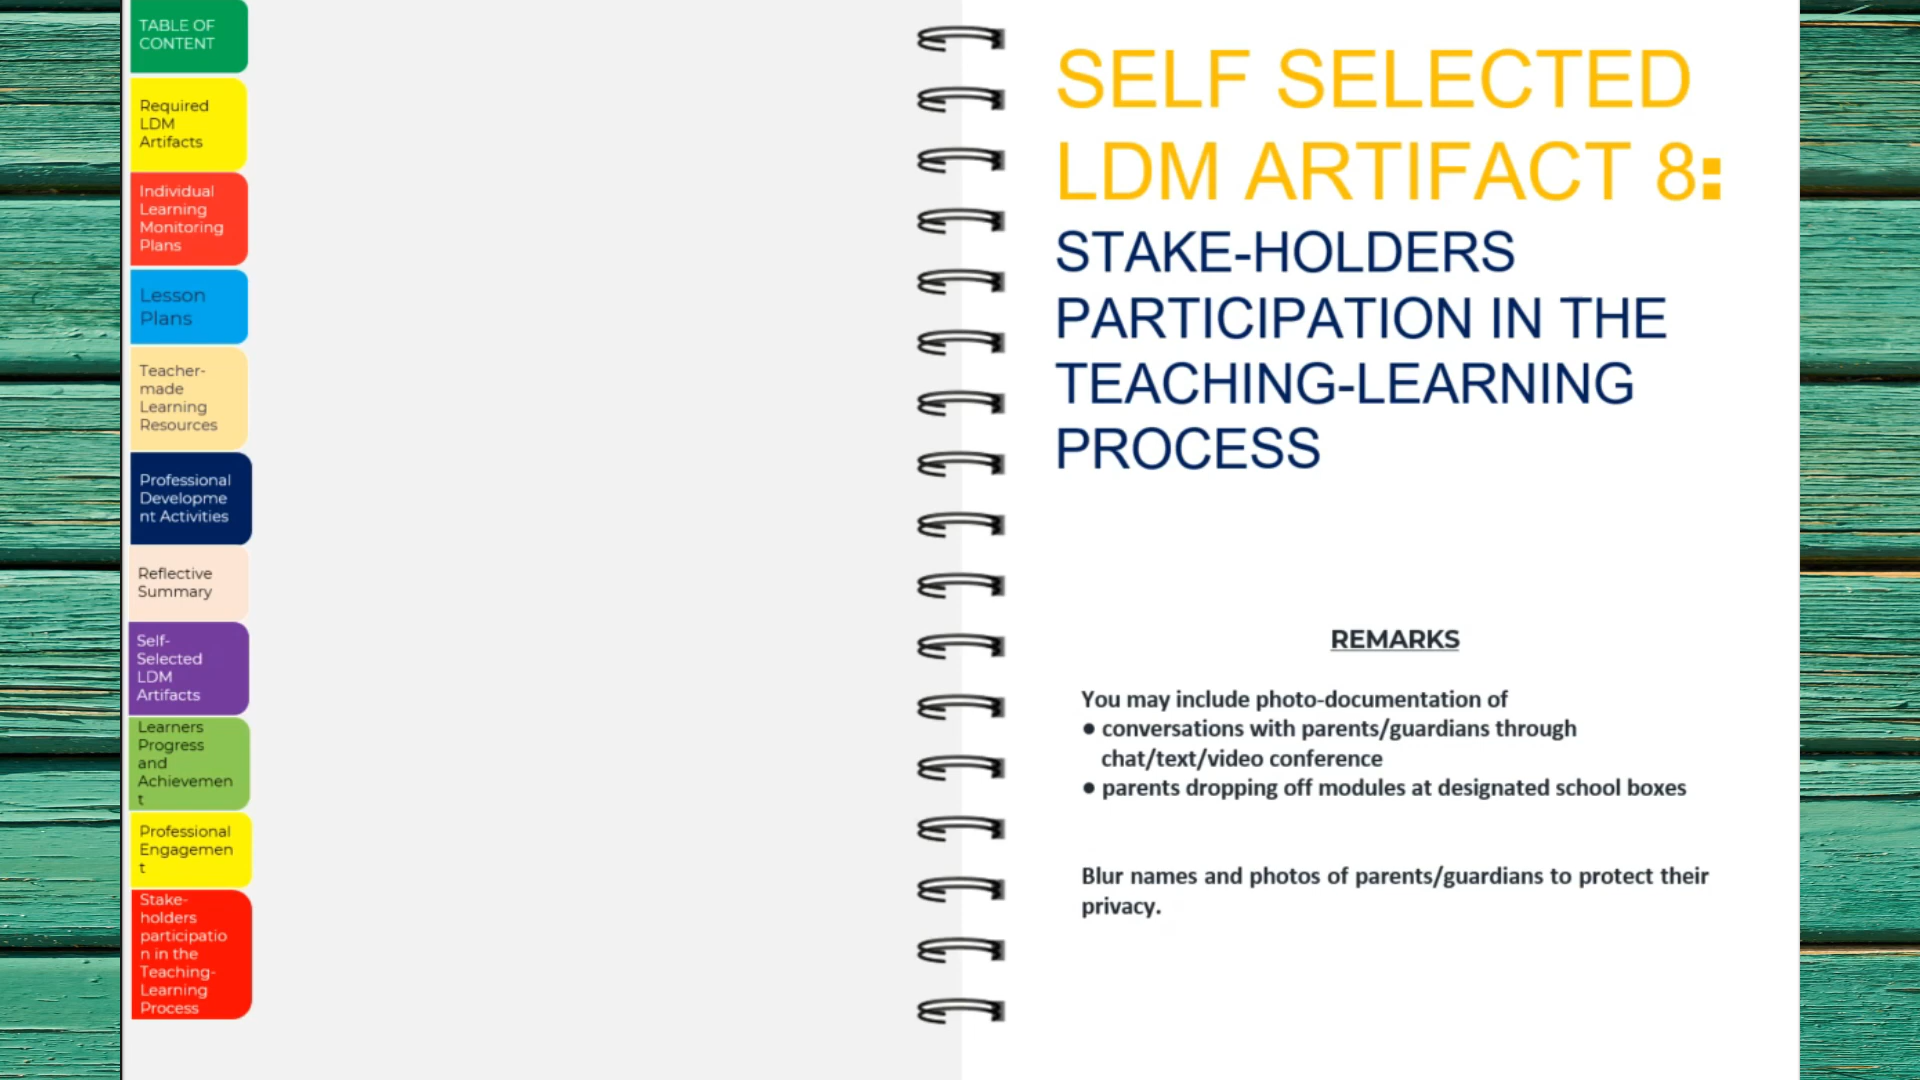 TABLE OF
CONTENT
Required
LDM
Artifacts
Individual
Learning
Monitoring
Plans
Lesson
Plans
Teacher-
made
Learning
Resources
Professional
Developme
nt Activities
Reflective
Summary
Self-
Selected
LDM
Artifacts
Learners
Progress
and
Achievemen
t
Professional
Engagemen
t
Stake-
holders
participatio
n in the
Teaching-
Learning
Process
SELF SELECTED
LDM ARTIFACT 8:
STAKE-HOLDERS
PARTICIPATION IN THE
TEACHING-LEARNING
PROCESS
REMARKS
You may include photo-documentation of
● conversations with parents/guardians through
chat/text/video conference
● parents dropping off modules at designated school boxes
Blur names and photos of parents/guardians to protect their
privacy.